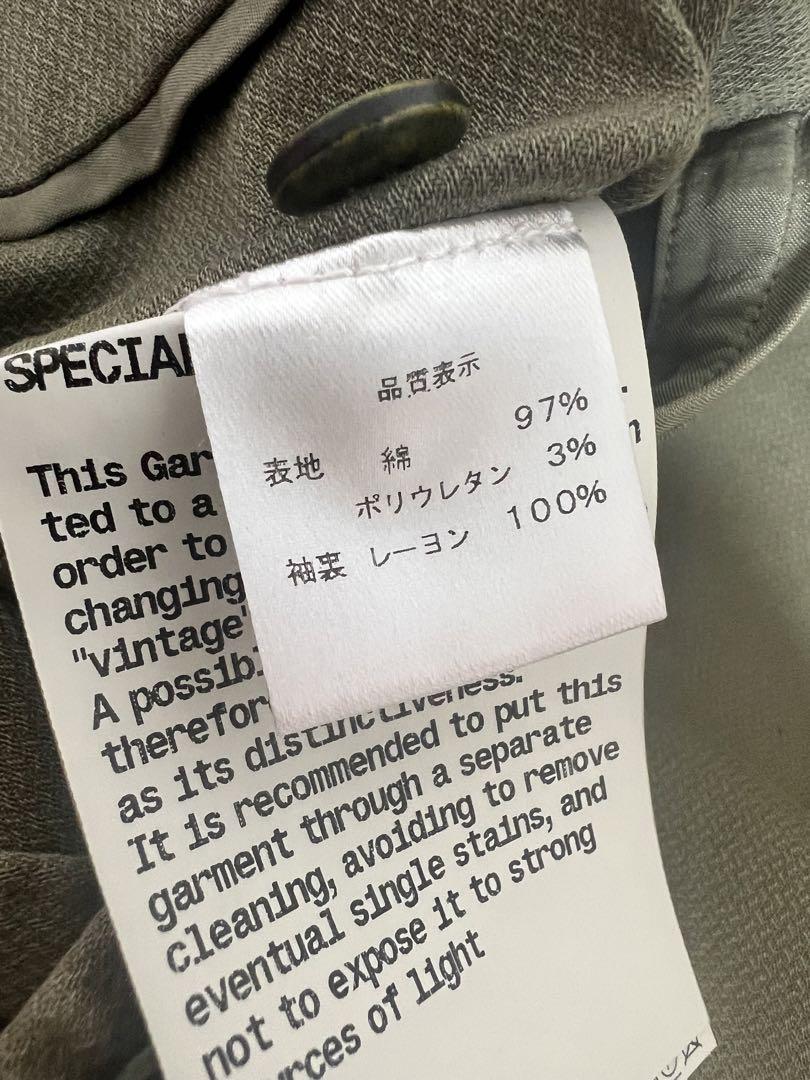 品質表示
表地 綿 97%
ポリウレタン 3%
袖裏 レーヨン 100%
SPECIAL
This Gar
ted to a
order to
changing
"vintage"
A possibi
therefor
as its distinctiveness.
It is recommended to put this
garment through a separate
cleaning, avoiding to remove
eventual single stains, and
not to expose it to strong
urces of light